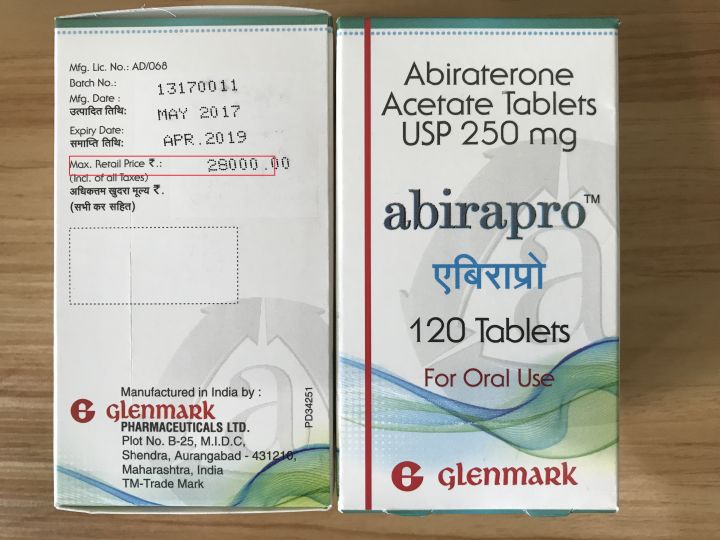 Mfg. Lic. No.: AD/068
Batch No.: 13170011
Mfg. Date :
उत्पादित तिथि: MAY 2017
Expiry Date:
समाप्ति तिथि: APR.2019
Max. Retail Price ₹.: 28000.00
(Incl. of all Taxes)
अधिकतम खुदरा मूल्य ₹.
(सभी कर सहित)
Manufactured in India by :
G glenmark
PHARMACEUTICALS LTD.
Plot No. B-25, M.I.D.C,
Shendra, Aurangabad - 431210,
Maharashtra, India
TM-Trade Mark
PD34251
Abiraterone
Acetate Tablets
USP 250 mg
abirapro™
एबिराप्रो
120 Tablets
For Oral Use
G glenmark